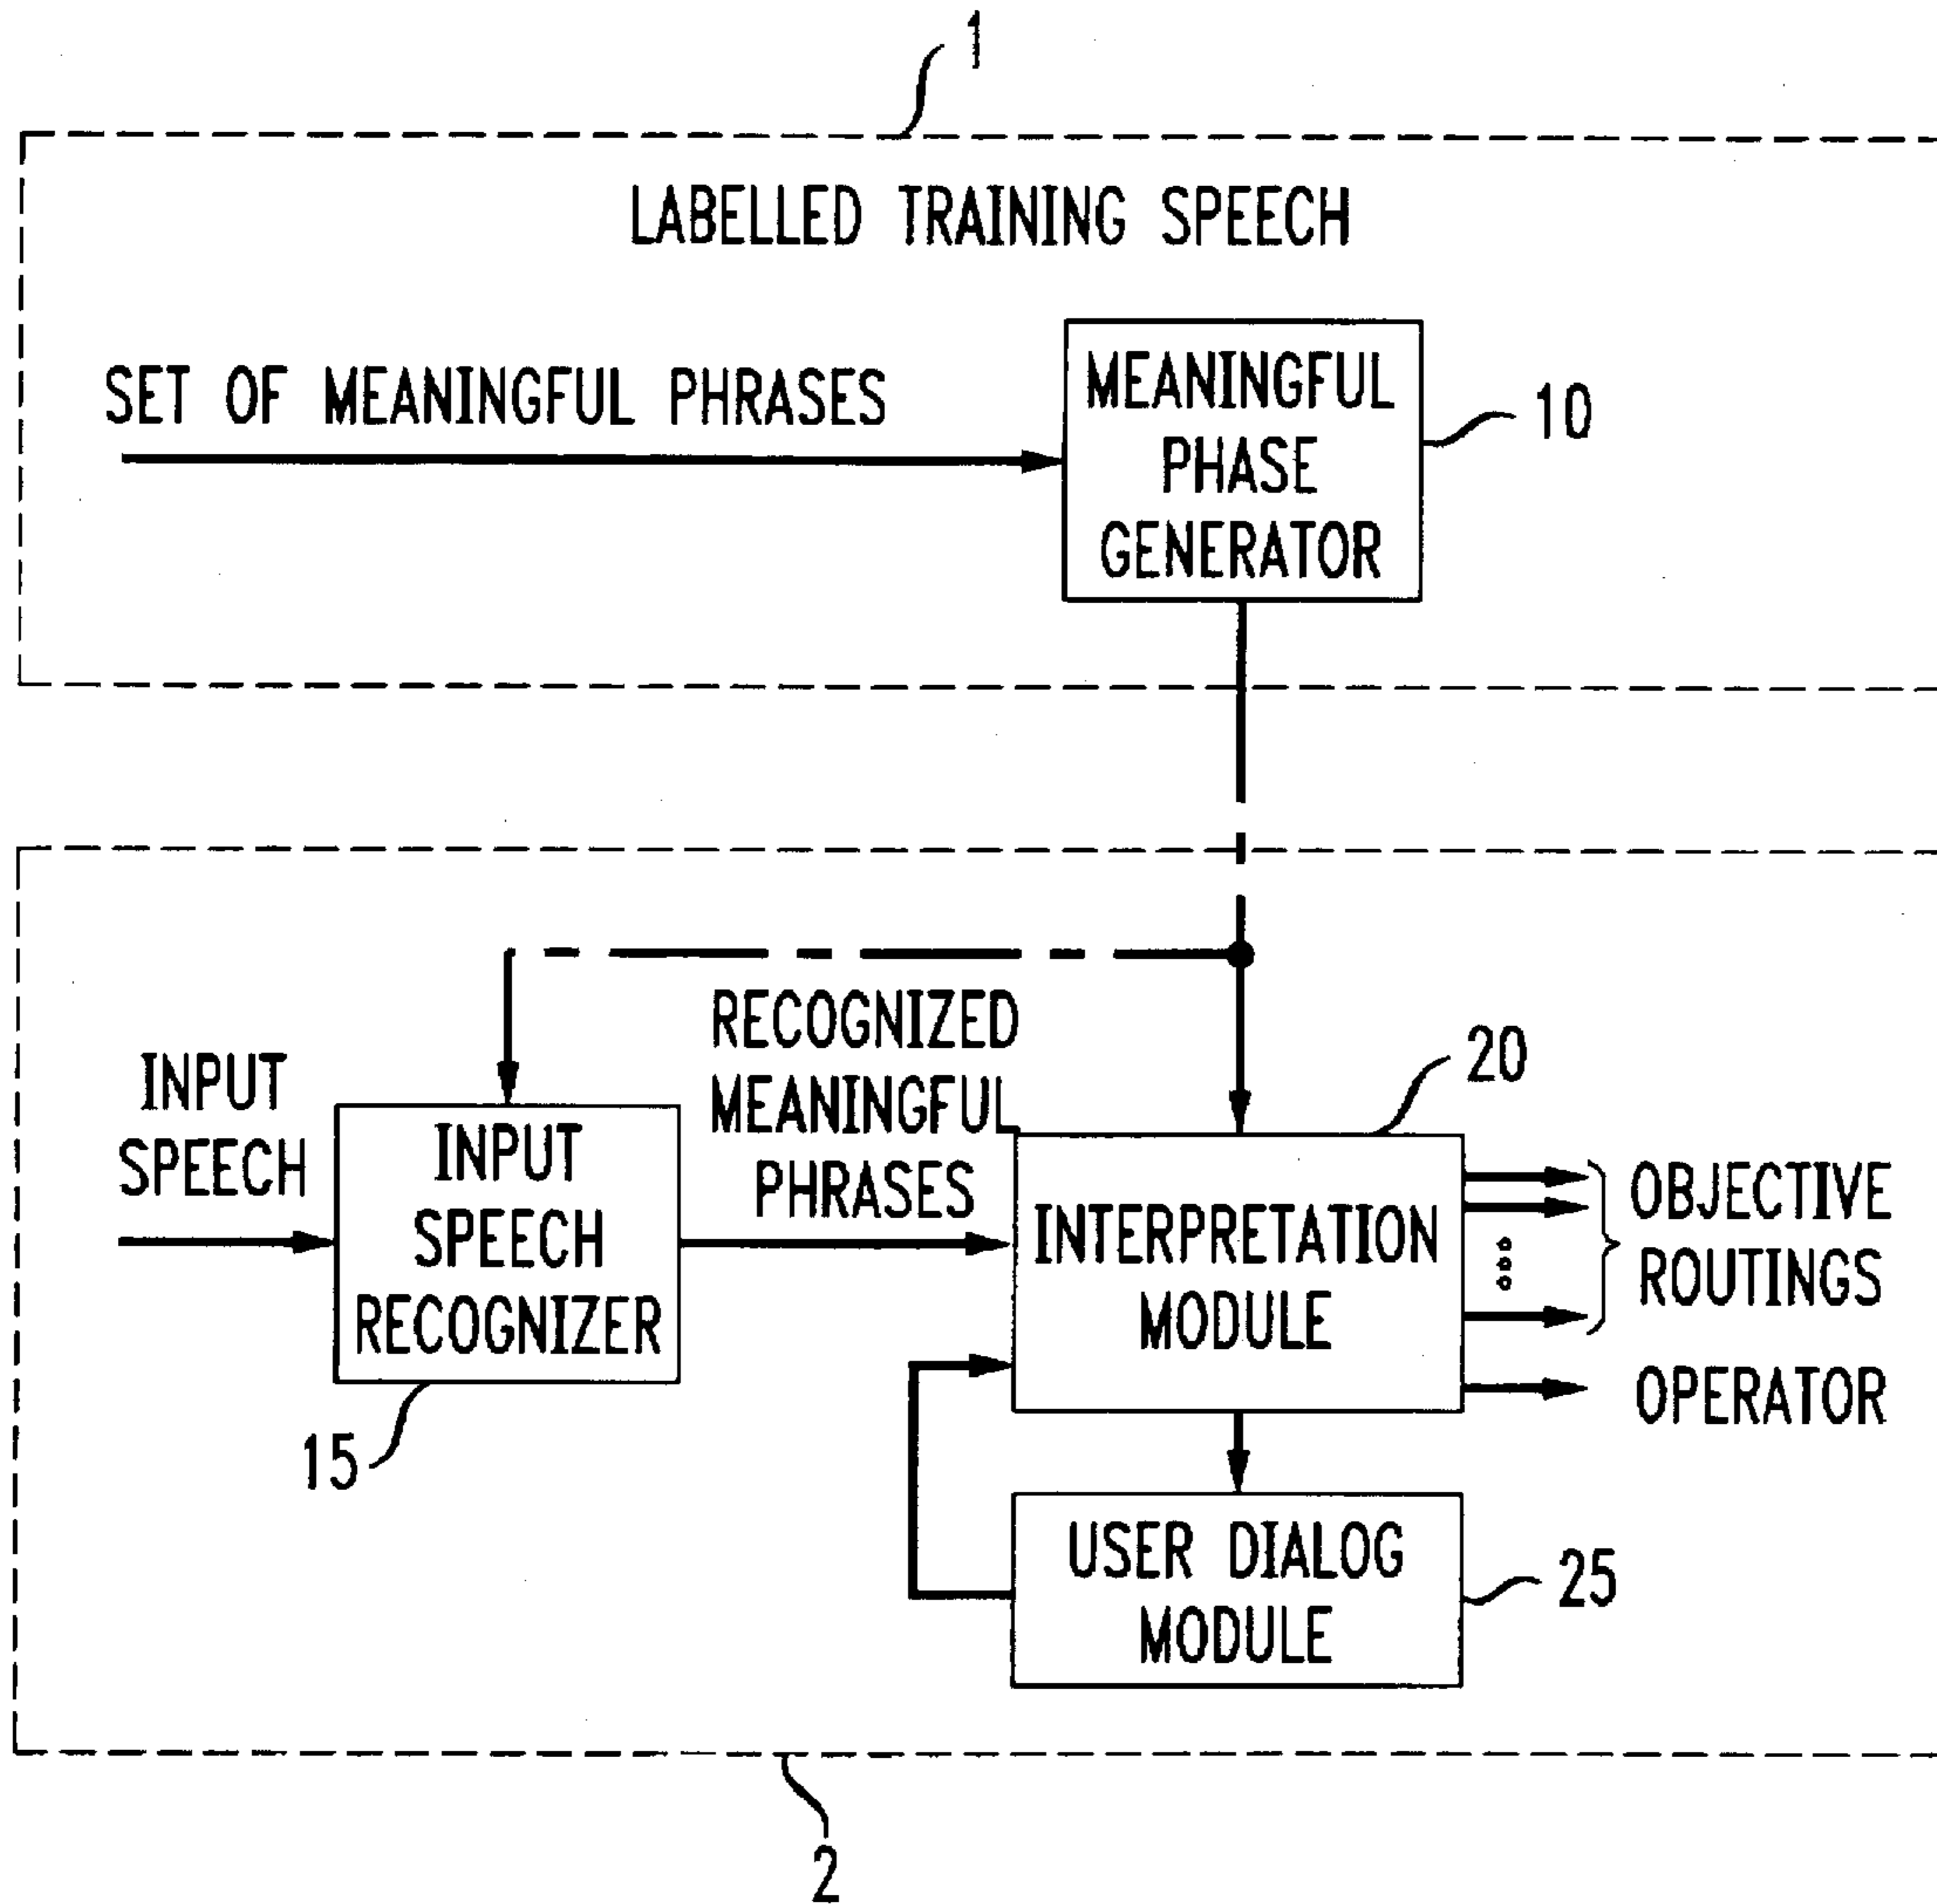 1
LABELLED TRAINING SPEECH
SET OF MEANINGFUL PHRASES
MEANINGFUL
PHASE
GENERATOR
10
RECOGNIZED
MEANINGFUL
PHRASES
20
INPUT
SPEECH
INPUT
SPEECH
RECOGNIZER
15
INTERPRETATION
MODULE
OBJECTIVE
ROUTINGS
OPERATOR
USER DIALOG
MODULE
25
2